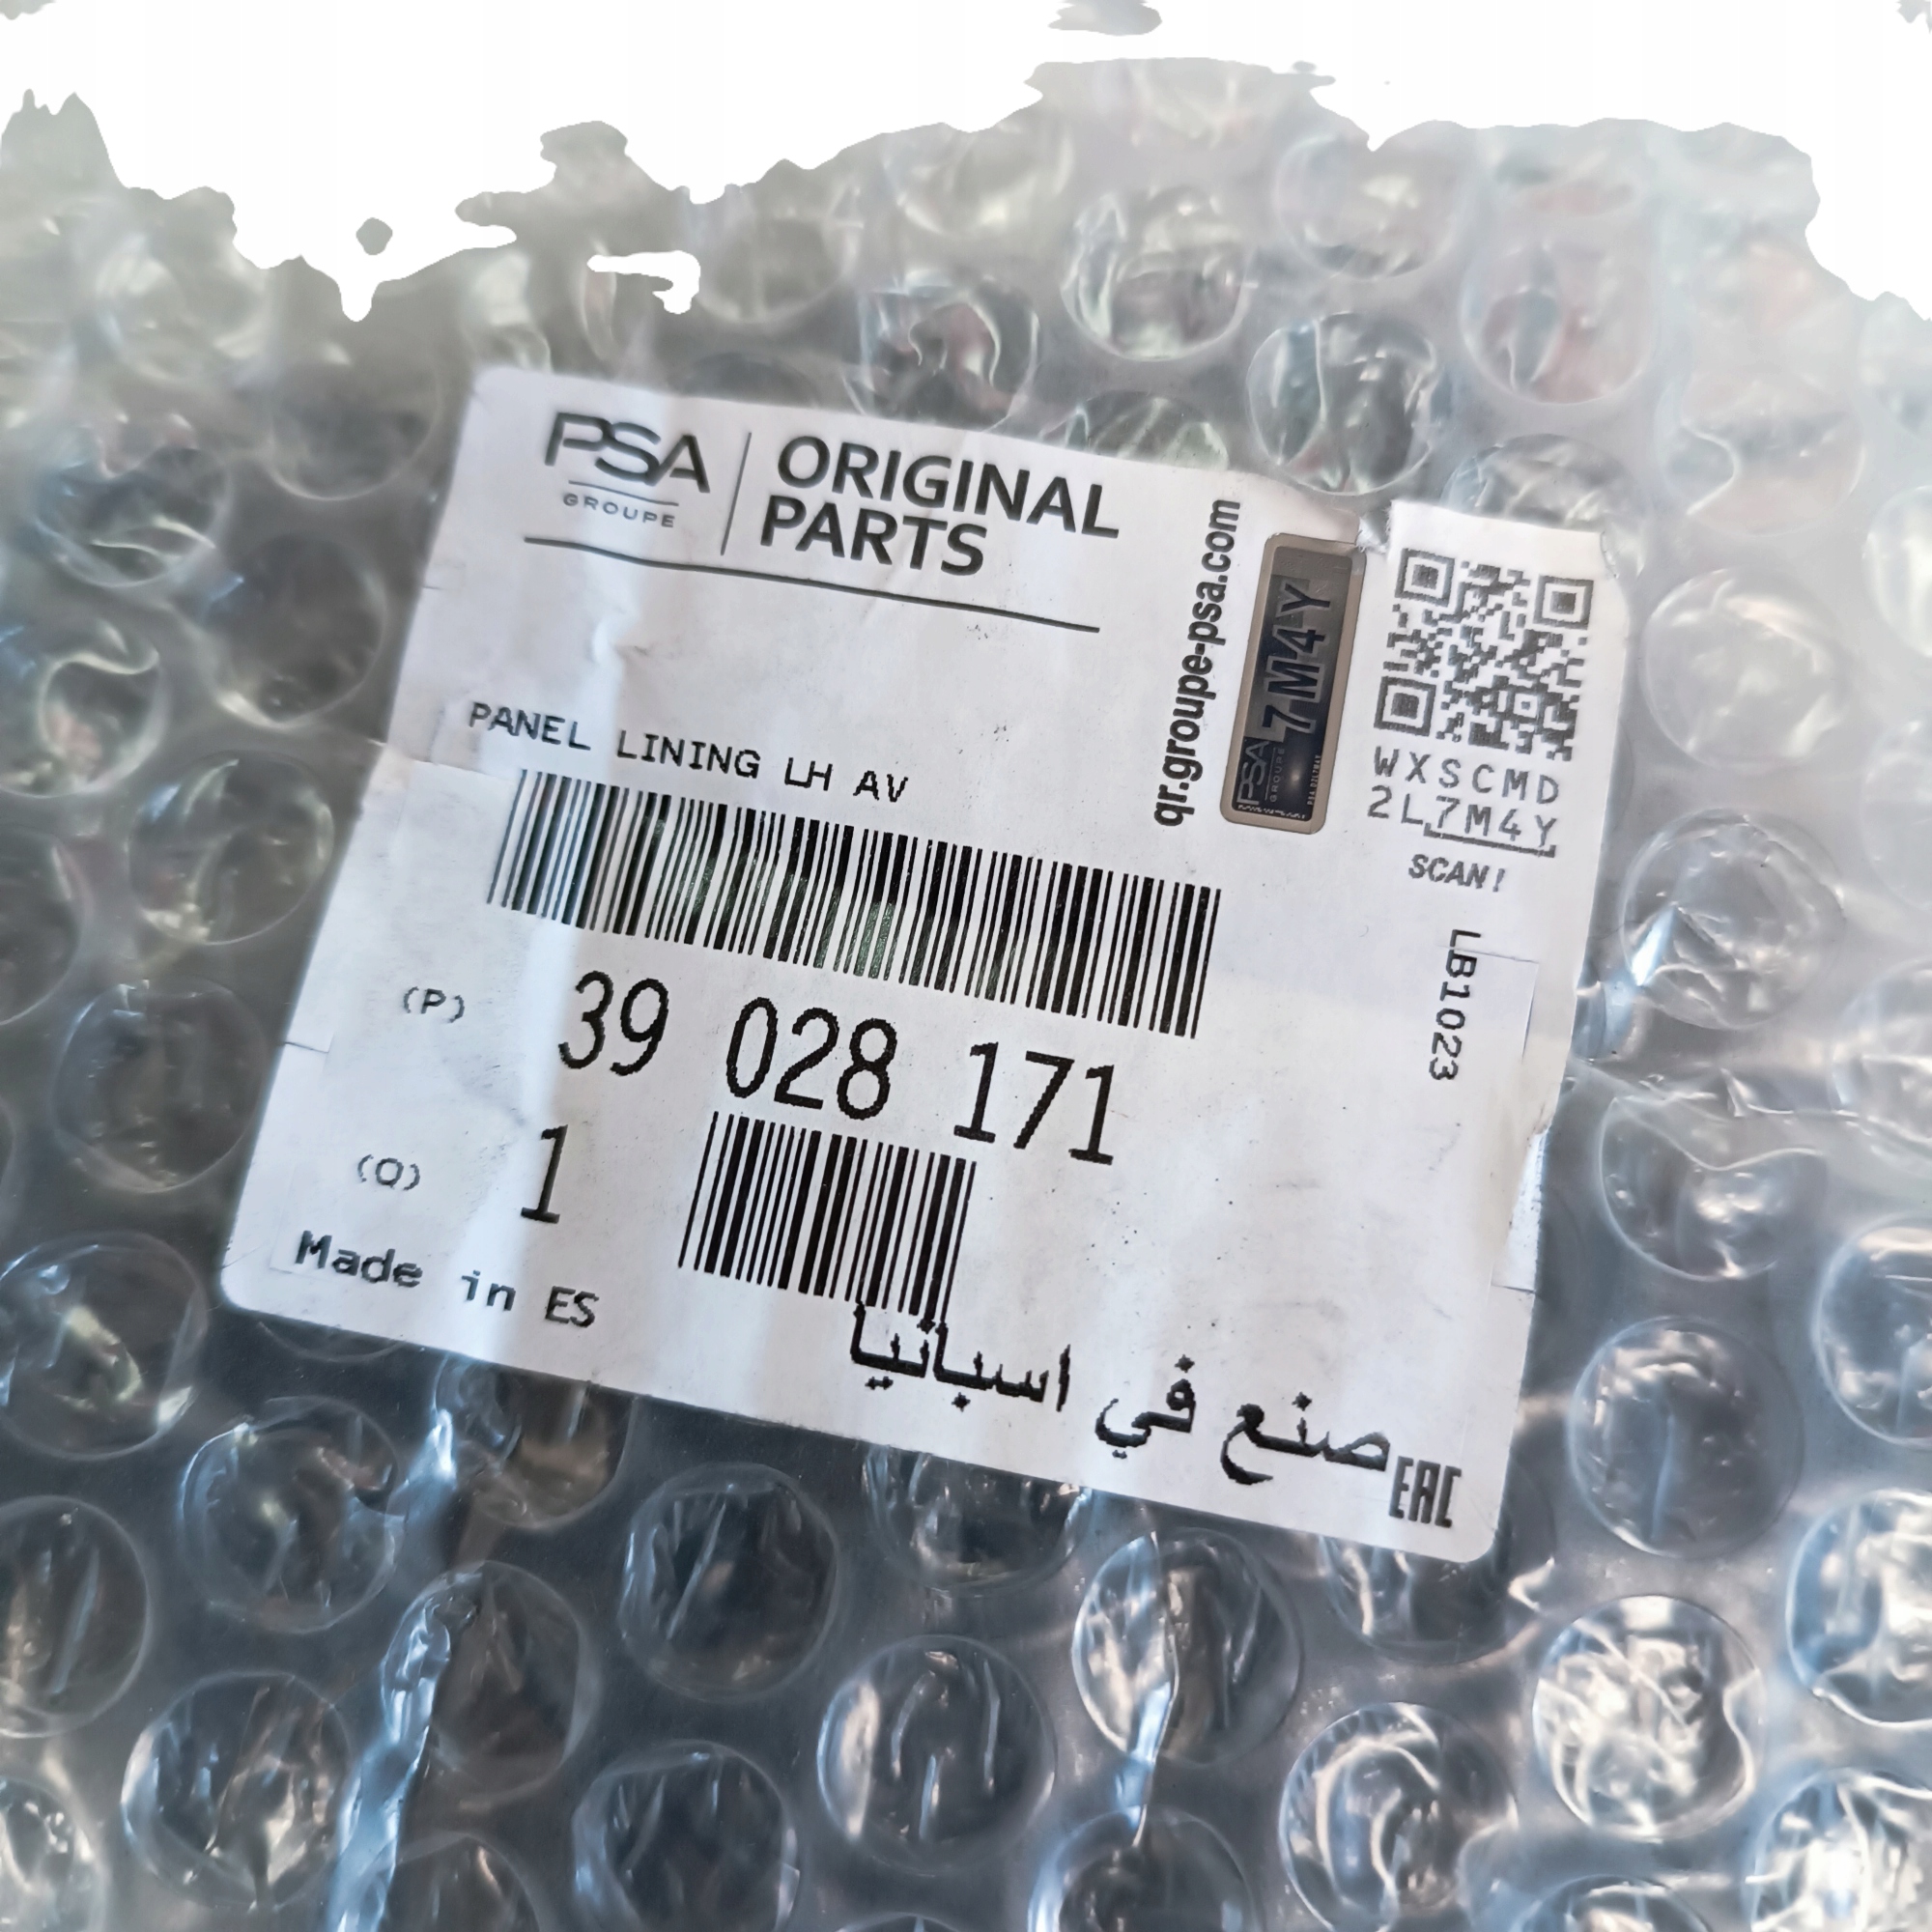 PSA
GROUPE
ORIGINAL
PARTS
qr.groupe-psa.com
PSA
GROUPE
7M4Y
WXSCMD
2L7M4Y
SCAN!
LB1023
PANEL LINING LH AV
(P) 39 028 171
(Q) 1
Made in ES
صنع في اسبانيا
EAC